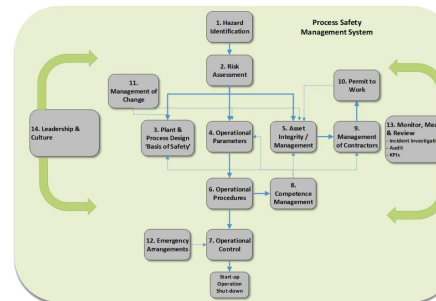 Process Safety
Management System
1. Hazard
Identification
2. Risk
Assessment
11.
Management of
Change
10. Permit to
Work
14. Leadership &
Culture
3. Plant &
Process Design
'Basis of Safety'
4. Operational
Parameters
5. Asset
Integrity /
Management
9.
Management
of Contractors
13. Monitor, Mea
& Review
- Incident Investigati
- Audit
- KPIs
6. Operational
Procedures
8.
Competence
Management
12. Emergency
Arrangements
7. Operational
Control
Start-up
Operation
Shut-down